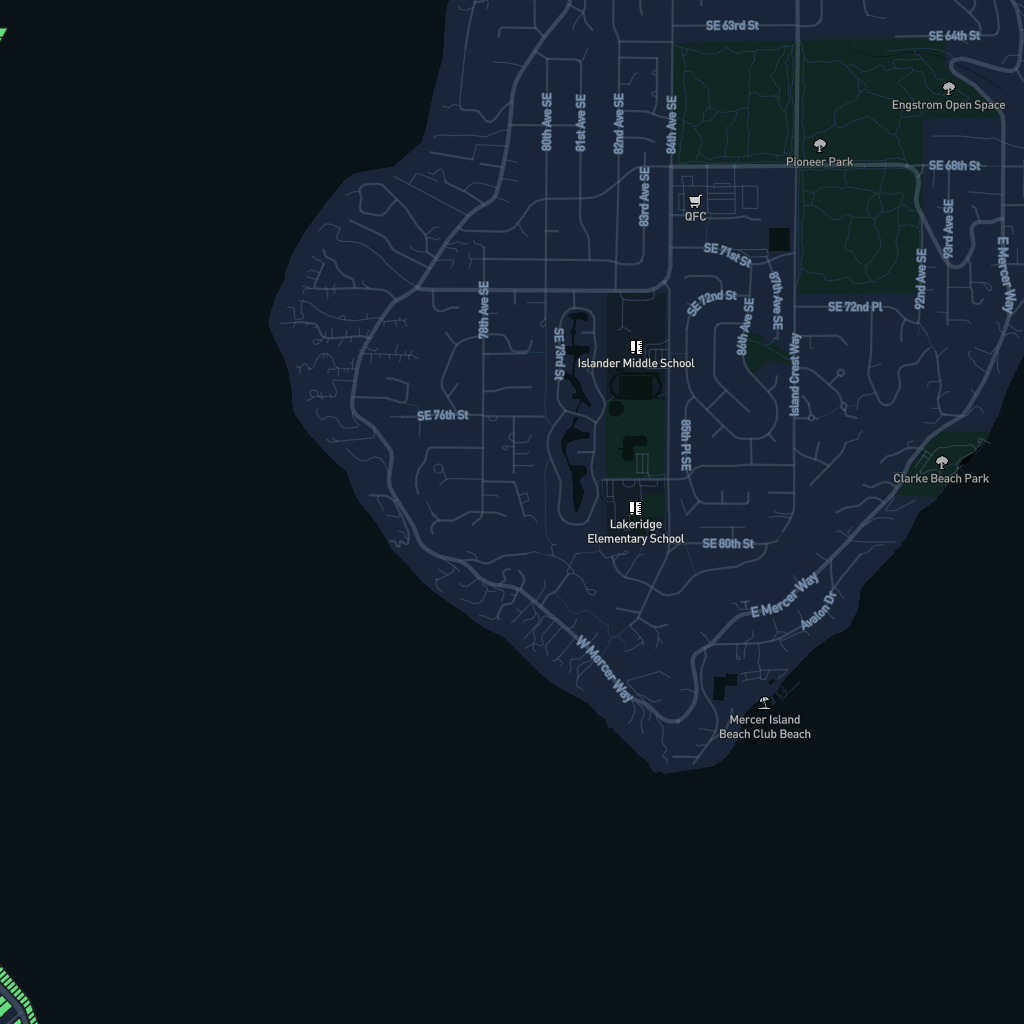 SE 63rd St
SE 64th St
Engstrom Open Space
80th Ave SE
81st Ave SE
82nd Ave SE
84th Ave SE
Pioneer Park
SE 68th St
83rd Ave SE
QFC
93rd Ave SE
SE 71st St
E Mercer Way
92nd Ave SE
87th Ave SE
78th Ave SE
SE 72nd St
SE 72nd Pl
86th Ave SE
SE 73rd St
Islander Middle School
Island Crest Way
SE 76th St
85th Pl SE
Clarke Beach Park
Lakeridge
Elementary School
SE 80th St
E Mercer Way
Avalon Dr
W Mercer Way
Mercer Island
Beach Club Beach